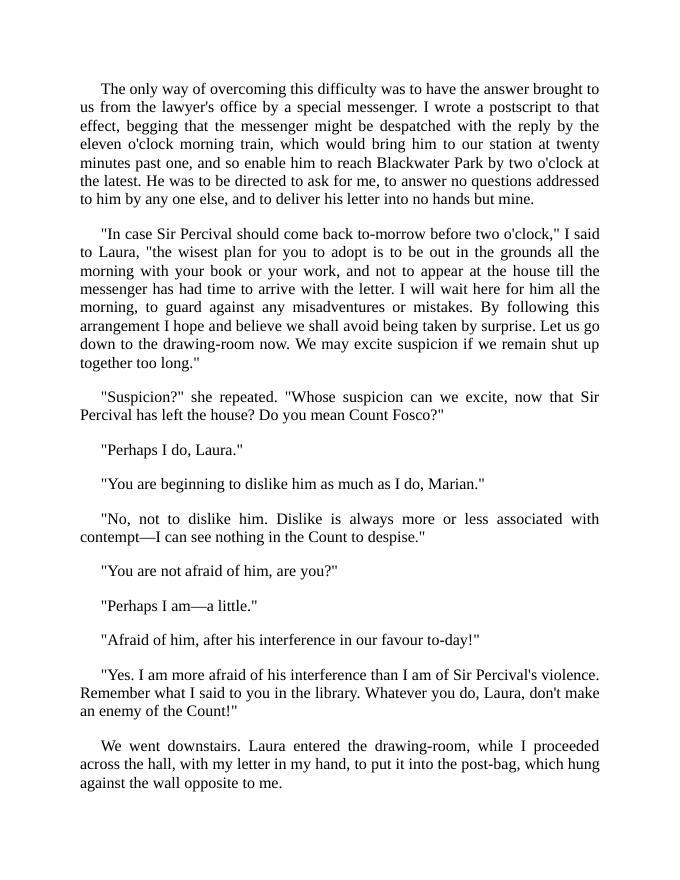 The only way of overcoming this difficulty was to have the answer brought to
us from the lawyer's office by a special messenger. I wrote a postscript to that
effect, begging that the messenger might be despatched with the reply by the
eleven o'clock morning train, which would bring him to our station at twenty
minutes past one, and so enable him to reach Blackwater Park by two o'clock at
the latest. He was to be directed to ask for me, to answer no questions addressed
to him by any one else, and to deliver his letter into no hands but mine.
"In case Sir Percival should come back to-morrow before two o'clock," I said
to Laura, "the wisest plan for you to adopt is to be out in the grounds all the
morning with your book or your work, and not to appear at the house till the
messenger has had time to arrive with the letter. I will wait here for him all the
morning, to guard against any misadventures or mistakes. By following this
arrangement I hope and believe we shall avoid being taken by surprise. Let us go
down to the drawing-room now. We may excite suspicion if we remain shut up
together too long."
"Suspicion?" she repeated. "Whose suspicion can we excite, now that Sir
Percival has left the house? Do you mean Count Fosco?"
"Perhaps I do, Laura."
"You are beginning to dislike him as much as I do, Marian."
"No, not to dislike him. Dislike is always more or less associated with
contempt—I can see nothing in the Count to despise."
"You are not afraid of him, are you?"
"Perhaps I am—a little."
"Afraid of him, after his interference in our favour to-day!"
"Yes. I am more afraid of his interference than I am of Sir Percival's violence.
Remember what I said to you in the library. Whatever you do, Laura, don't make
an enemy of the Count!"
We went downstairs. Laura entered the drawing-room, while I proceeded
across the hall, with my letter in my hand, to put it into the post-bag, which hung
against the wall opposite to me.